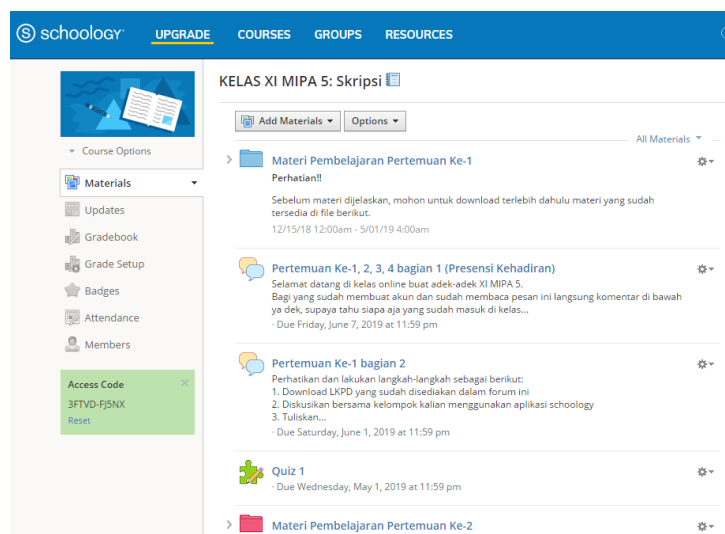 S schoology UPGRADE COURSES GROUPS RESOURCES
KELAS XI MIPA 5: Skripsi
Add Materials Options
All Materials
Course Options
Materials
Updates
Gradebook
Grade Setup
Badges
Attendance
Members
Access Code
3FTVD-FJ5NX
Reset
Materi Pembelajaran Pertemuan Ke-1
Perhatian!!
Sebelum materi dijelaskan, mohon untuk download terlebih dahulu materi yang sudah
tersedia di file berikut.
12/15/18 12:00am - 5/01/19 4:00am
Pertemuan Ke-1, 2, 3, 4 bagian 1 (Presensi Kehadiran)
Selamat datang di kelas online buat adek-adek XI MIPA 5.
Bagi yang sudah membuat akun dan sudah membaca pesan ini langsung komentar di bawah
ya dek, supaya tahu siapa aja yang sudah masuk di kelas...
· Due Friday, June 7, 2019 at 11:59 pm
Pertemuan Ke-1 bagian 2
Perhatikan dan lakukan langkah-langkah sebagai berikut:
1. Download LKPD yang sudah disediakan dalam forum ini
2. Diskusikan bersama kelompok kalian menggunakan aplikasi schoology
3. Tuliskan...
· Due Saturday, June 1, 2019 at 11:59 pm
Quiz 1
· Due Wednesday, May 1, 2019 at 11:59 pm
Materi Pembelajaran Pertemuan Ke-2